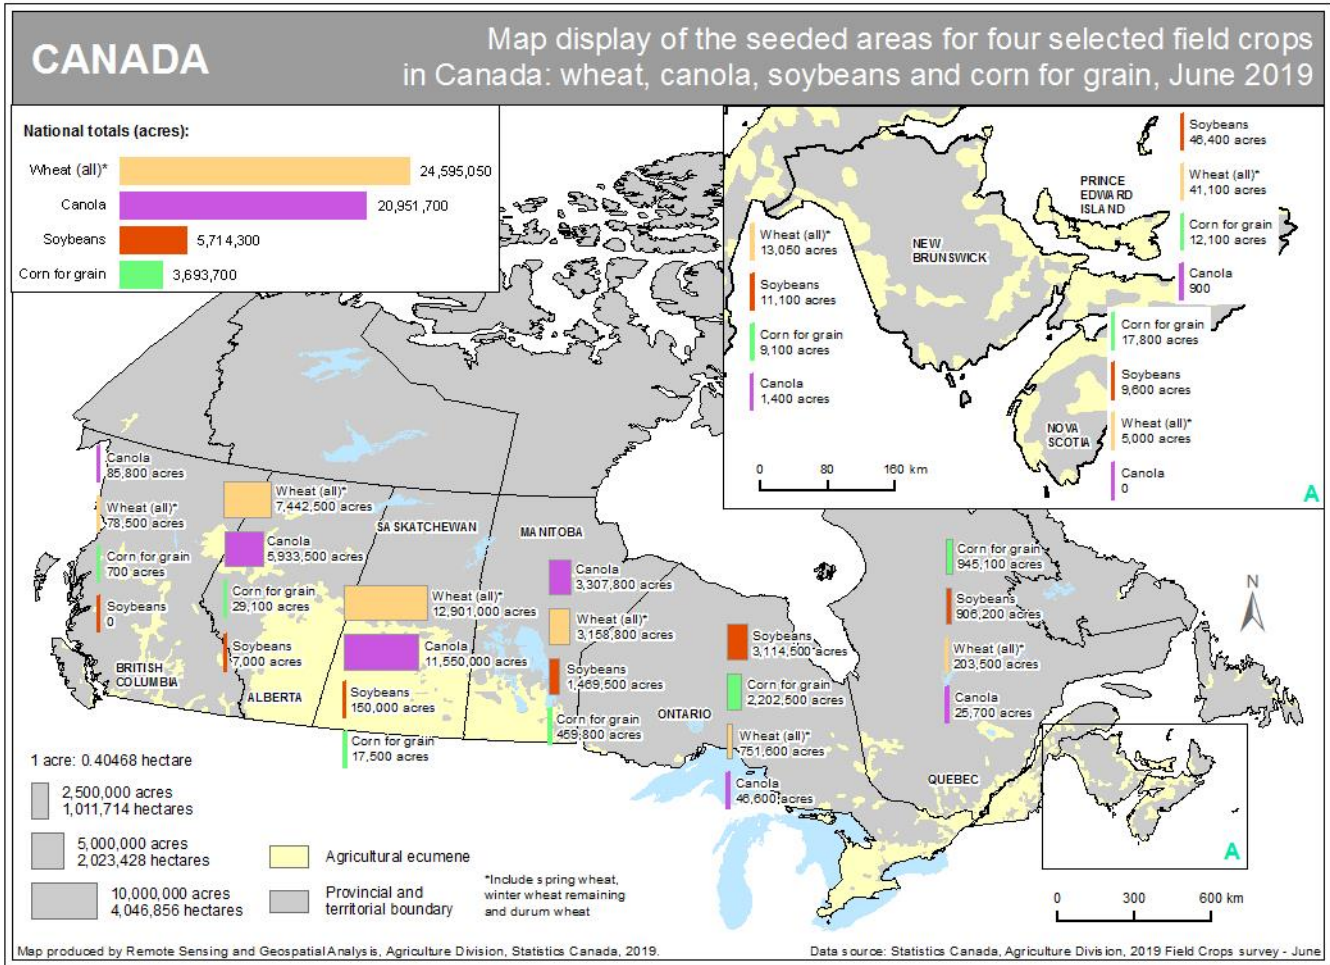 CANADA
Map display of the seeded areas for four selected field crops
in Canada: wheat, canola, soybeans and corn for grain, June 2019
National totals (acres):
Wheat (all)*
24,595,050
Canola
20,951,700
Soybeans
5,714,300
Corn for grain
3,693,700
Soybeans
46,400 acres
Wheat (all)*
41,100 acres
Corn for grain
12,100 acres
Canola
900
PRINCE
EDWARD
ISLAND
NEW
BRUNSWICK
Wheat (all)*
13,050 acres
Soybeans
11,100 acres
Corn for grain
9,100 acres
Canola
1,400 acres
Corn for grain
17,800 acres
Soybeans
9,600 acres
Wheat (all)*
5,000 acres
Canola
0
NOVA
SCOTIA
0 80 160 km
A
Canola
85,800 acres
Wheat (all)*
78,500 acres
Corn for grain
700 acres
Soybeans
0
BRITISH
COLUMBIA
Wheat (all)*
7,442,500 acres
Canola
5,933,500 acres
Corn for grain
29,100 acres
Soybeans
7,000 acres
ALBERTA
SASKATCHEWAN
Wheat (all)*
12,901,000 acres
Canola
11,550,000 acres
Soybeans
150,000 acres
Corn for grain
17,500 acres
MANITOBA
Canola
3,307,800 acres
Wheat (all)*
3,158,800 acres
Soybeans
1,469,500 acres
Corn for grain
459,800 acres
ONTARIO
Soybeans
3,114,500 acres
Corn for grain
2,202,500 acres
Wheat (all)*
751,600 acres
Canola
46,600 acres
Corn for grain
945,100 acres
Soybeans
906,200 acres
Wheat (all)*
203,500 acres
Canola
25,700 acres
QUEBEC
N
A
0 300 600 km
1 acre: 0.40468 hectare
2,500,000 acres
1,011,714 hectares
5,000,000 acres
2,023,428 hectares
10,000,000 acres
4,046,856 hectares
Agricultural ecumene
Provincial and
territorial boundary
*Include spring wheat,
winter wheat remaining
and durum wheat
Map produced by Remote Sensing and Geospatial Analysis, Agriculture Division, Statistics Canada, 2019.
Data source: Statistics Canada, Agriculture Division, 2019 Field Crops survey - June